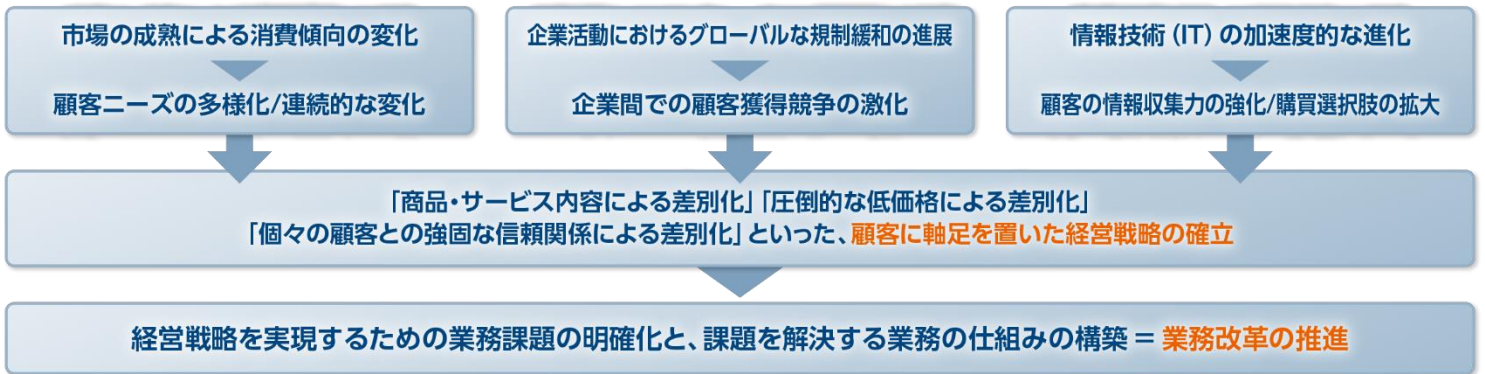 市場の成熟による消費傾向の変化
顧客ニーズの多様化/連続的な変化
企業活動におけるグローバルな規制緩和の進展
企業間での顧客獲得競争の激化
情報技術（IT）の加速度的な進化
顧客の情報収集力の強化/購買選択肢の拡大
「商品・サービス内容による差別化」「圧倒的な低価格による差別化」
「個々の顧客との強固な信頼関係による差別化」といった、顧客に軸足を置いた経営戦略の確立
経営戦略を実現するための業務課題の明確化と、課題を解決する業務の仕組みの構築 = 業務改革の推進